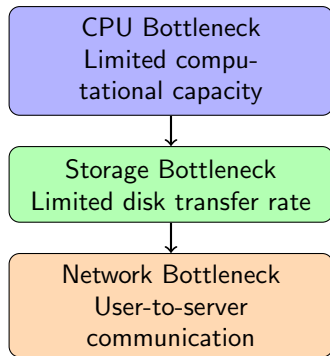 CPU Bottleneck
Limited compu-
tational capacity
Storage Bottleneck
Limited disk transfer rate
Network Bottleneck
User-to-server
communication